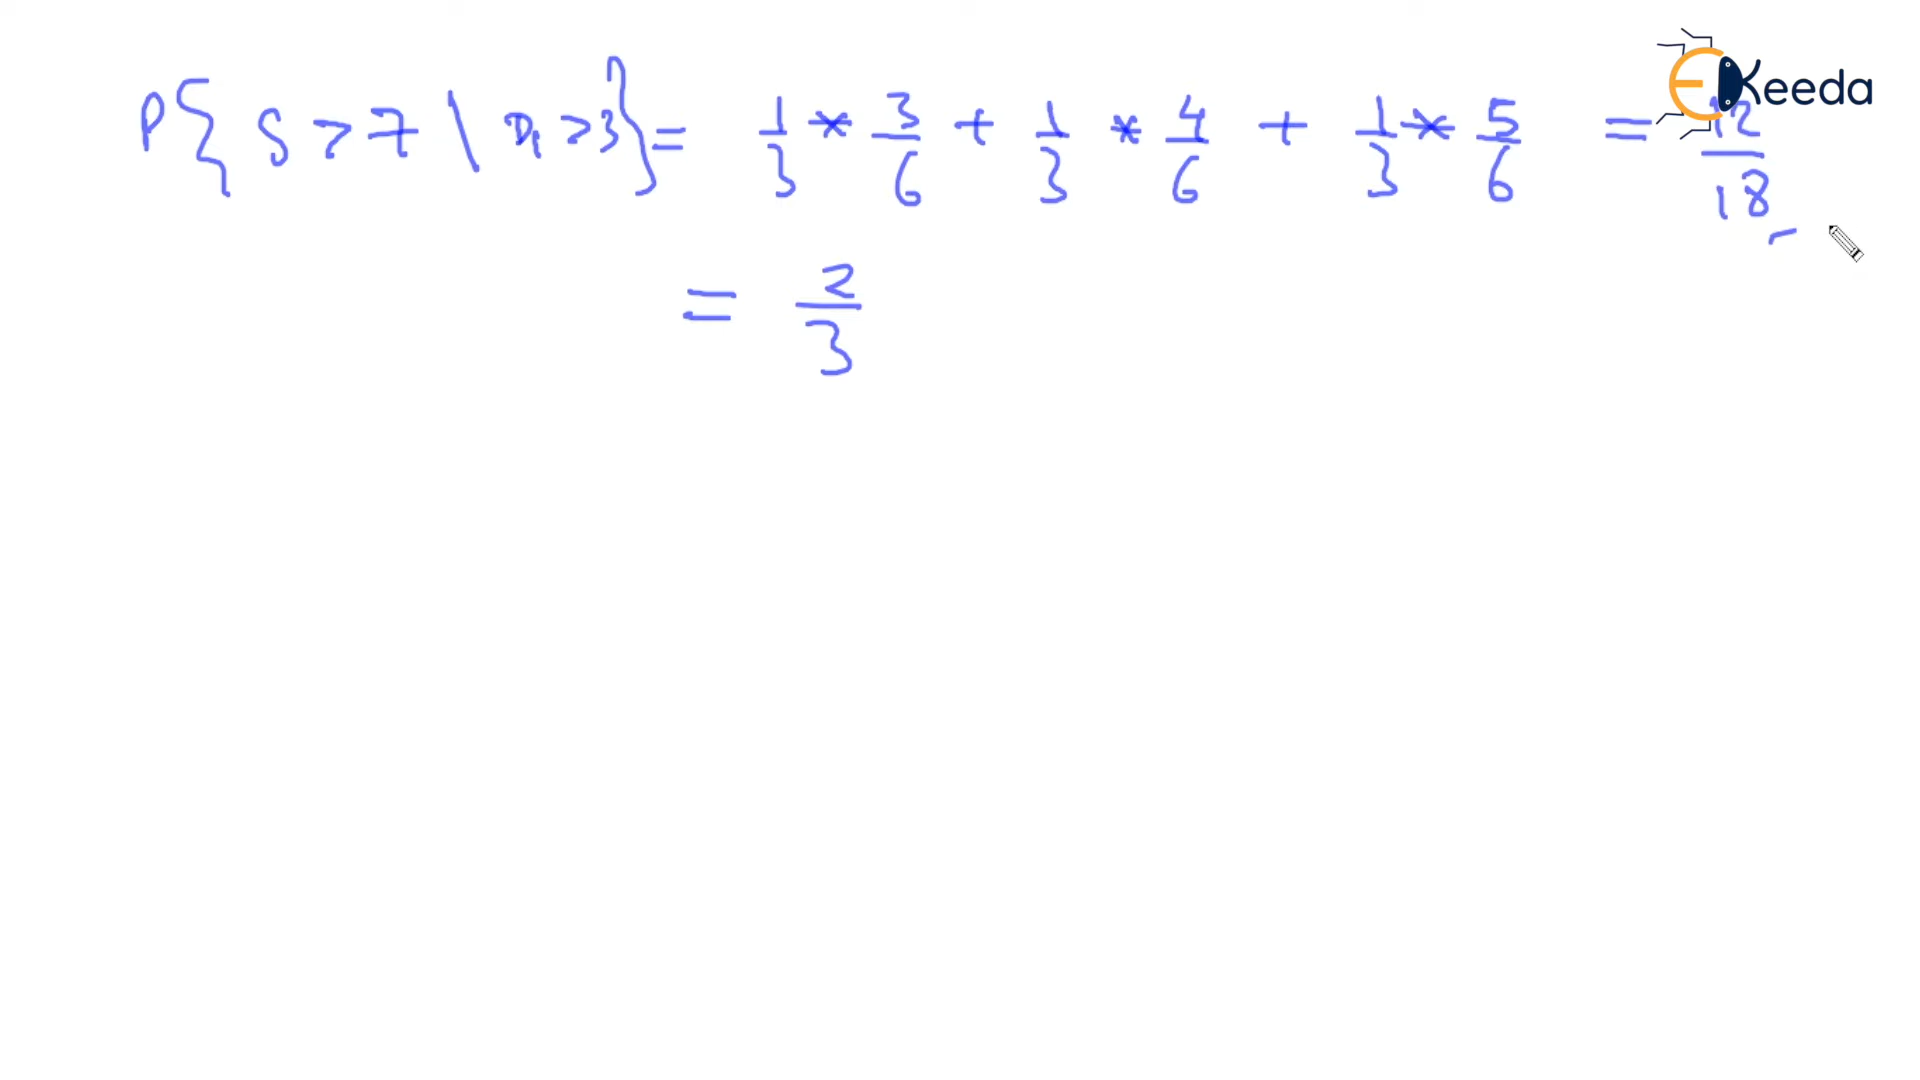 EKeeda
P{ S > 7 \ D₁ > 3 } = 1/3 * 3/6 + 1/3 * 4/6 + 1/3 * 5/6 = 12/18
= 2/3